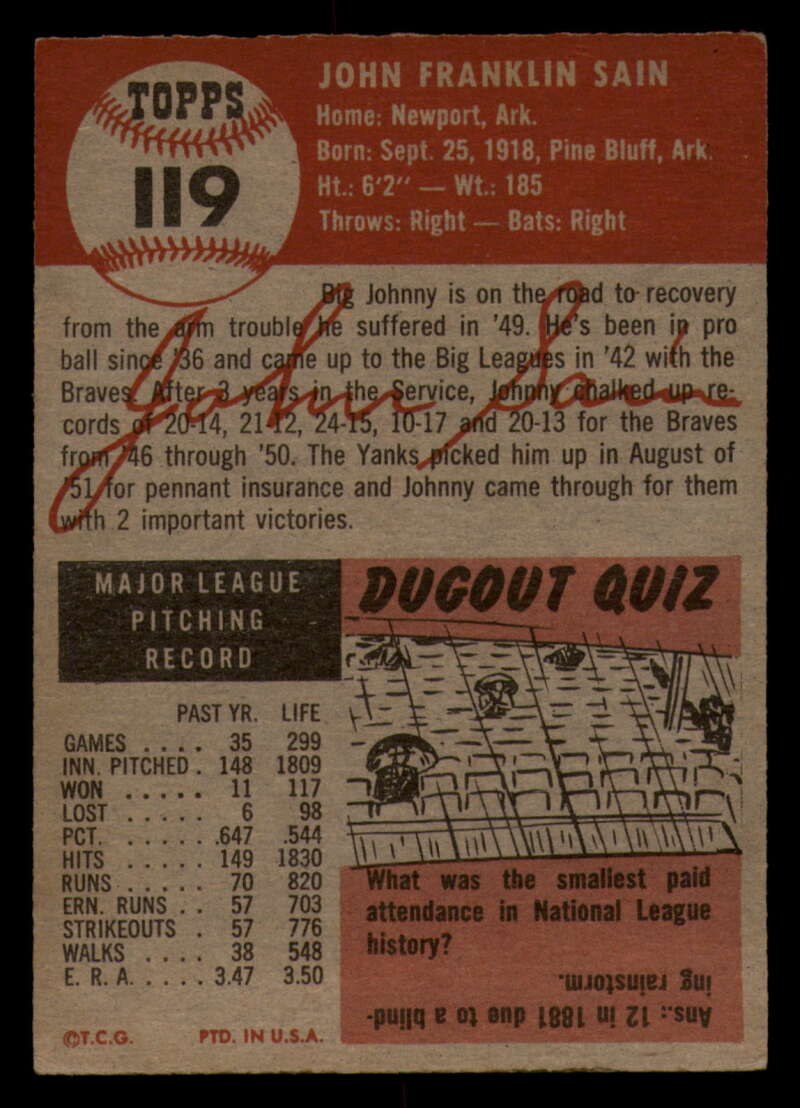 TOPPS
119
JOHN FRANKLIN SAIN
Home: Newport, Ark.
Born: Sept. 25, 1918, Pine Bluff, Ark.
Ht.: 6'2" — Wt.: 185
Throws: Right — Bats: Right
Big Johnny is on the road to recovery
from the arm trouble he suffered in '49. He's been in pro
ball since '36 and came up to the Big Leagues in '42 with the
Braves. After 3 years in the Service, Johnny chalked up re-
cords of 20-14, 21-12, 24-15, 10-17 and 20-13 for the Braves
from '46 through '50. The Yanks picked him up in August of
'51 for pennant insurance and Johnny came through for them
with 2 important victories.
John Sain
MAJOR LEAGUE
PITCHING
RECORD
PAST YR. LIFE
GAMES . . . . 35 299
INN. PITCHED . 148 1809
WON . . . . . 11 117
LOST . . . . . 6 98
PCT. . . . . . .647 .544
HITS . . . . . 149 1830
RUNS . . . . . 70 820
ERN. RUNS . . 57 703
STRIKEOUTS . 57 776
WALKS . . . . 38 548
E. R. A. . . . . 3.47 3.50
©T.C.G. PTD. IN U.S.A.
DUGOUT QUIZ
What was the smallest paid
attendance in National League
history?
Ans.: 12 in 1881 due to a blind-
ing rainstorm.